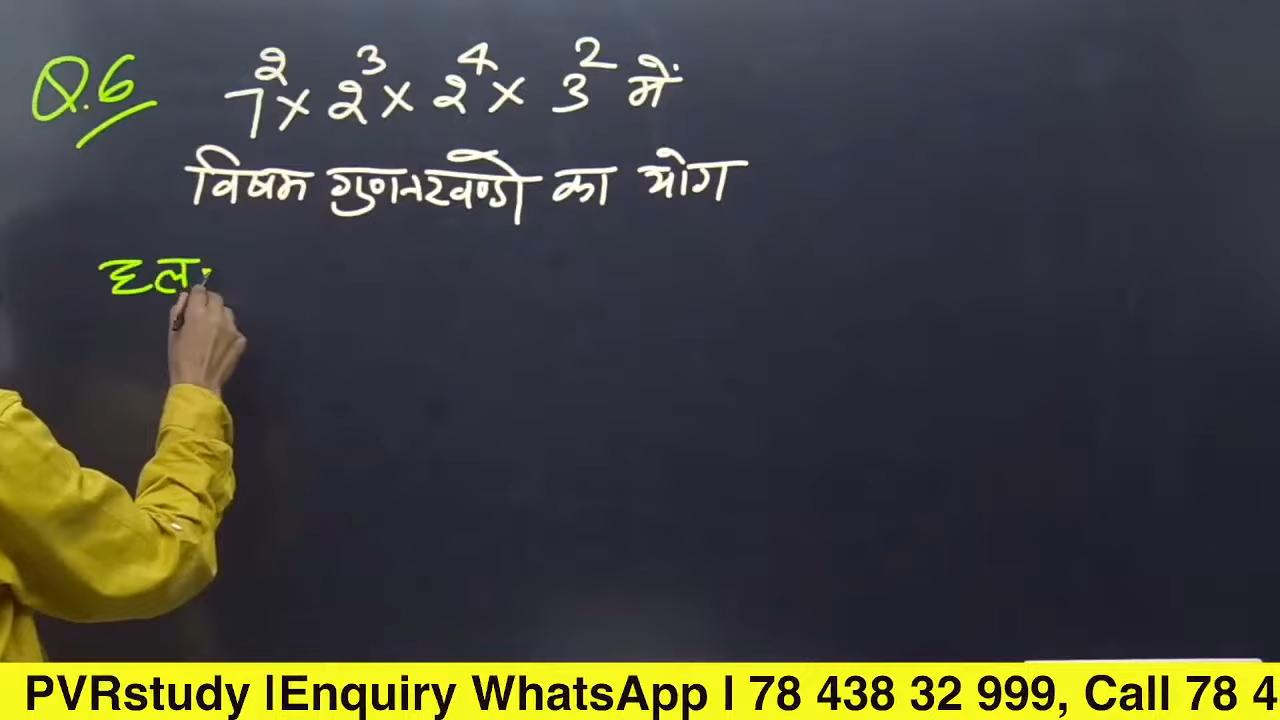 Q.6
7² × 2³ × 2⁴ × 3² में
विषम गुणनखण्डो का योग
हल:
PVRstudy |Enquiry WhatsApp | 78 438 32 999, Call 78 4